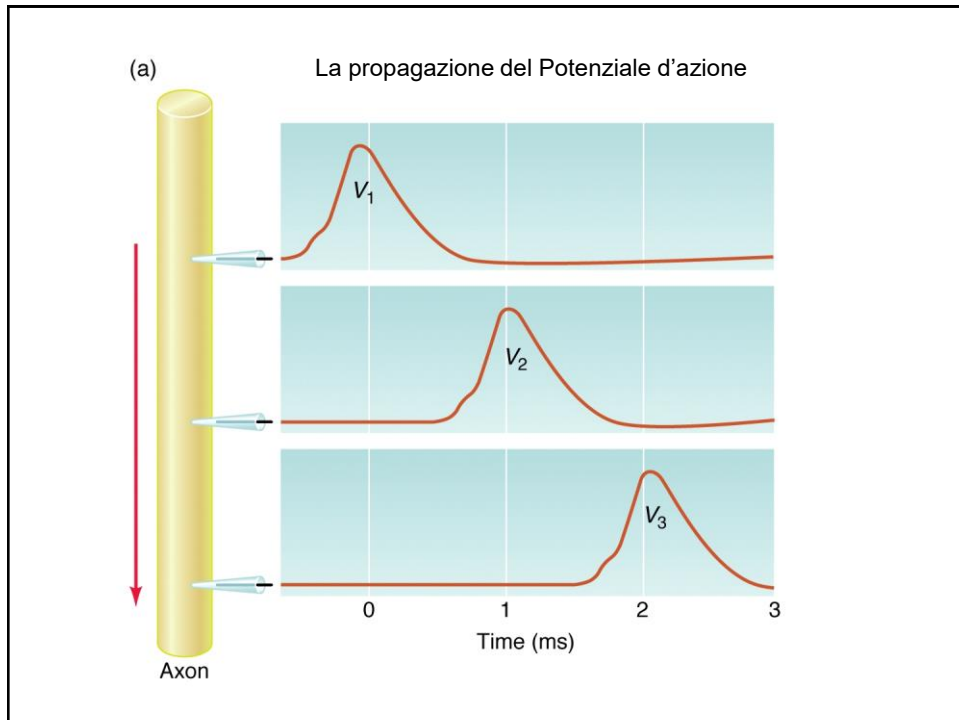 (a)
La propagazione del Potenziale d'azione
V1
V2
V3
0 1 2 3
Time (ms)
Axon